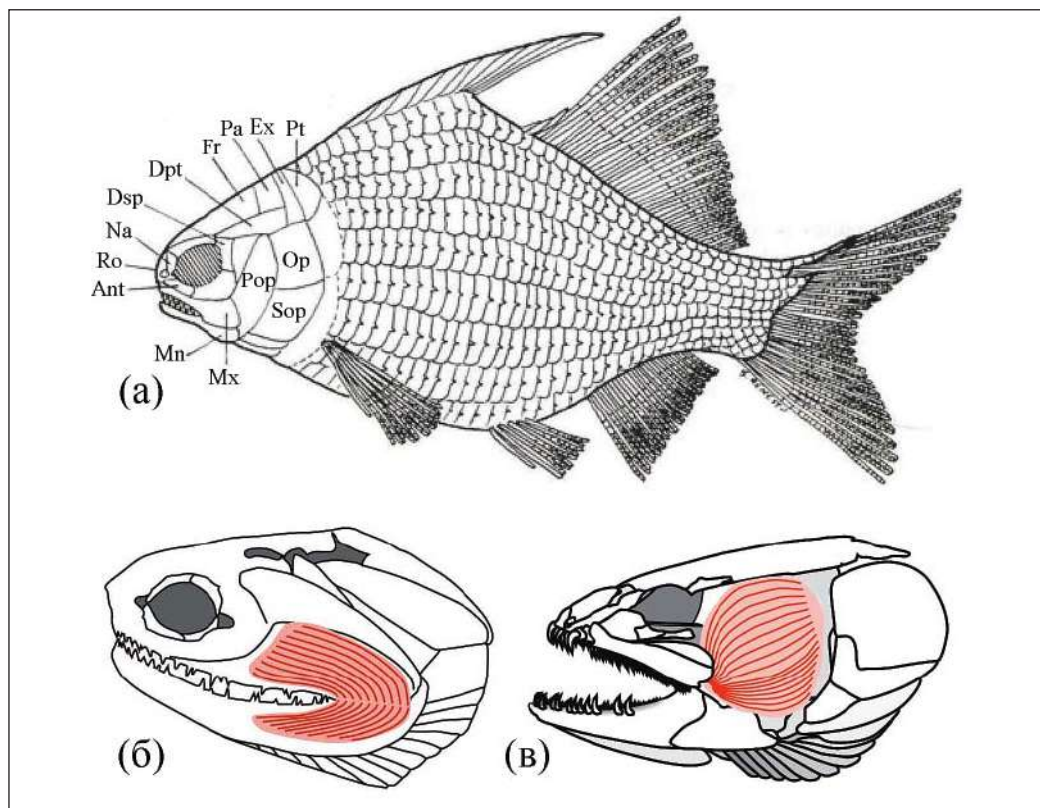 Pa Ex Pt
Fr
Dpt
Dsp
Na
Ro
Ant
Pop
Op
Sop
Mn
Mx
(а)
(б)
(в)